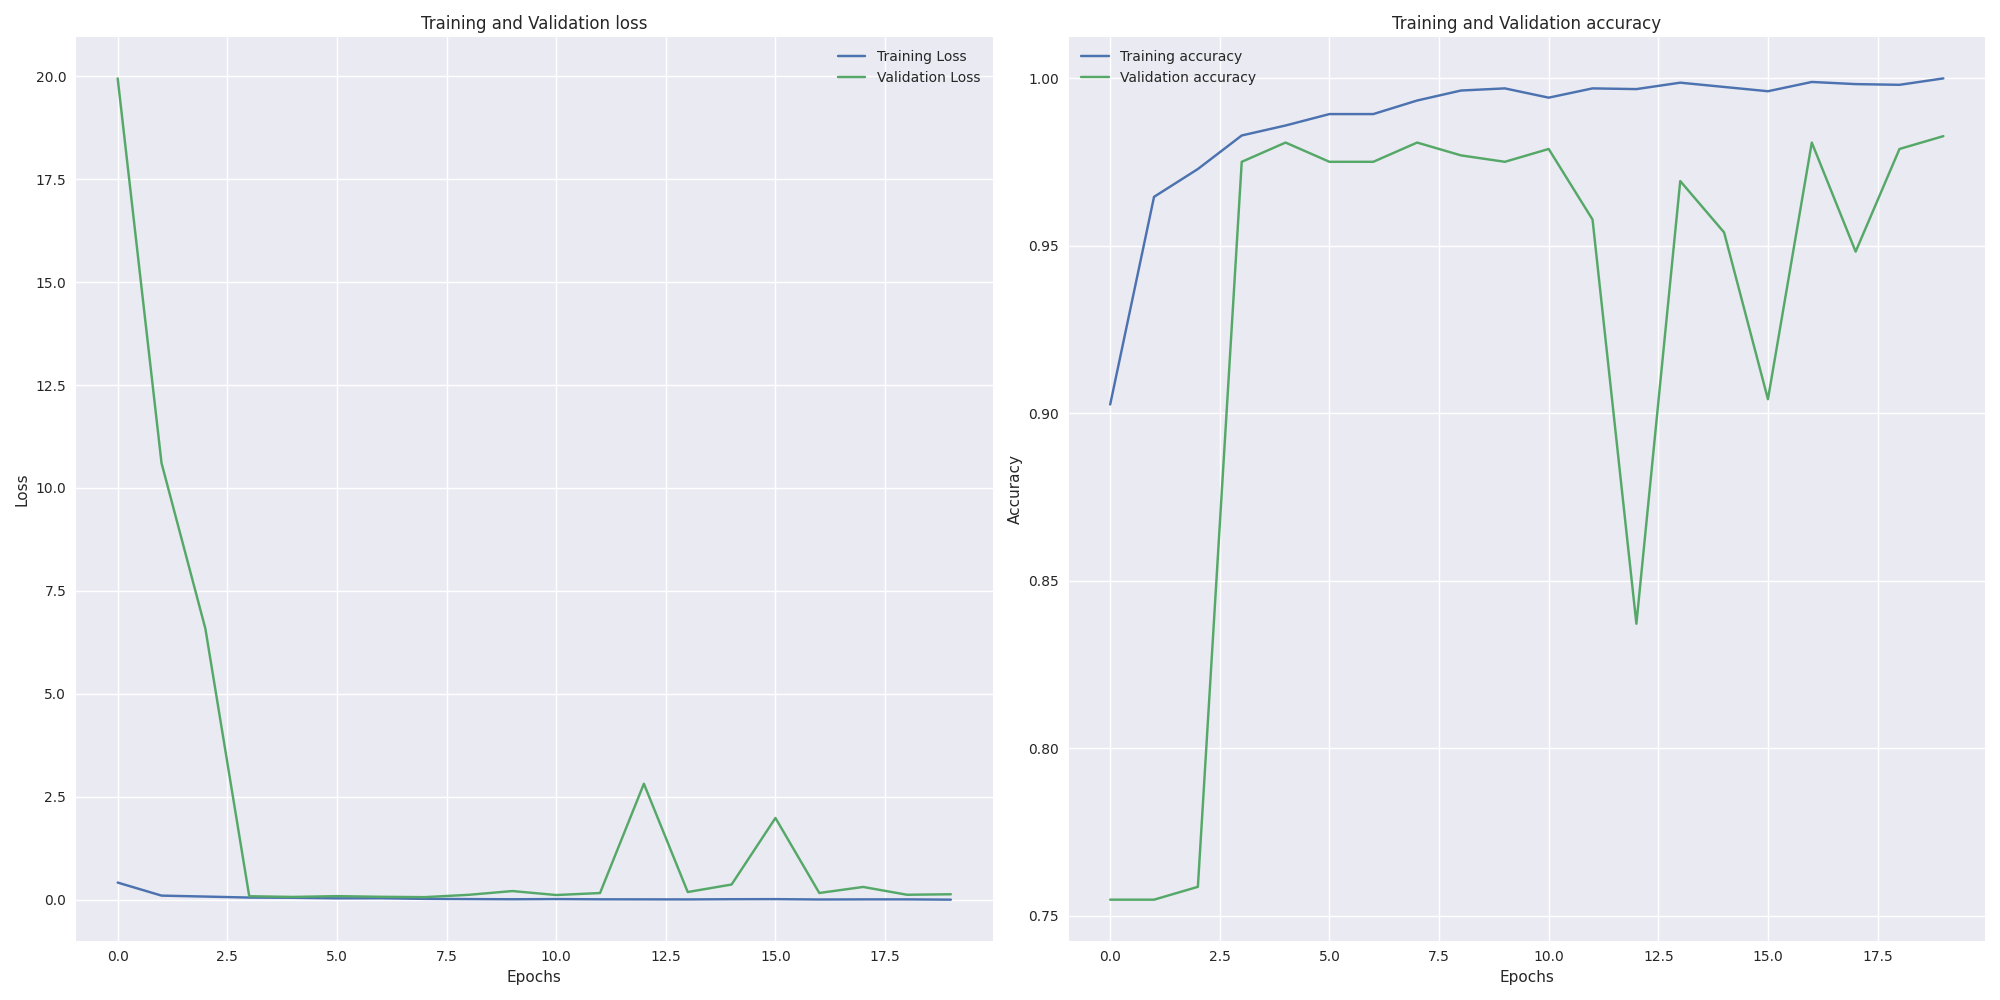 Training and Validation loss
Training Loss
Validation Loss
20.0
17.5
15.0
12.5
10.0
7.5
5.0
2.5
0.0
Loss
0.0 2.5 5.0 7.5 10.0 12.5 15.0 17.5
Epochs
Training and Validation accuracy
Training accuracy
Validation accuracy
1.00
0.95
0.90
0.85
0.80
0.75
Accuracy
0.0 2.5 5.0 7.5 10.0 12.5 15.0 17.5
Epochs